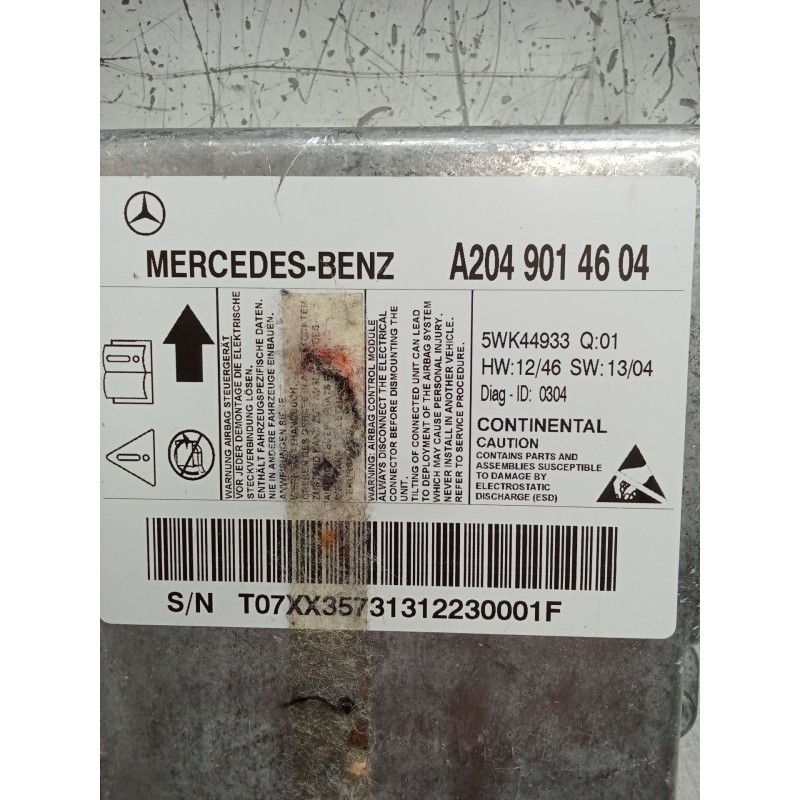 MERCEDES-BENZ
A204 901 46 04
WARNUNG AIRBAG STEUERGERÄT
VOR JEDER DEMONTAGE DIE ELEKTRISCHE
STECKVERBINDUNG LÖSEN.
ENTHÄLT FAHRZEUGSPEZIFISCHE DATEN.
NIE IN ANDERE FAHRZEUGE EINBAUEN.
WARNING: AIRBAG CONTROL MODULE
ALWAYS DISCONNECT THE ELECTRICAL
CONNECTOR BEFORE DISMOUNTING THE
UNIT.
TILTING OF CONNECTED UNIT CAN LEAD
TO DEPLOYMENT OF THE AIRBAG SYSTEM
WHICH MAY CAUSE PERSONAL INJURY.
NEVER INSTALL IN ANOTHER VEHICLE.
REFER TO SERVICE PROCEDURE.
5WK44933 Q:01
HW:12/46 SW:13/04
Diag - ID: 0304
CONTINENTAL
CAUTION
CONTAINS PARTS AND
ASSEMBLIES SUSCEPTIBLE
TO DAMAGE BY
ELECTROSTATIC
DISCHARGE (ESD)
S/N T07XX35731312230001F